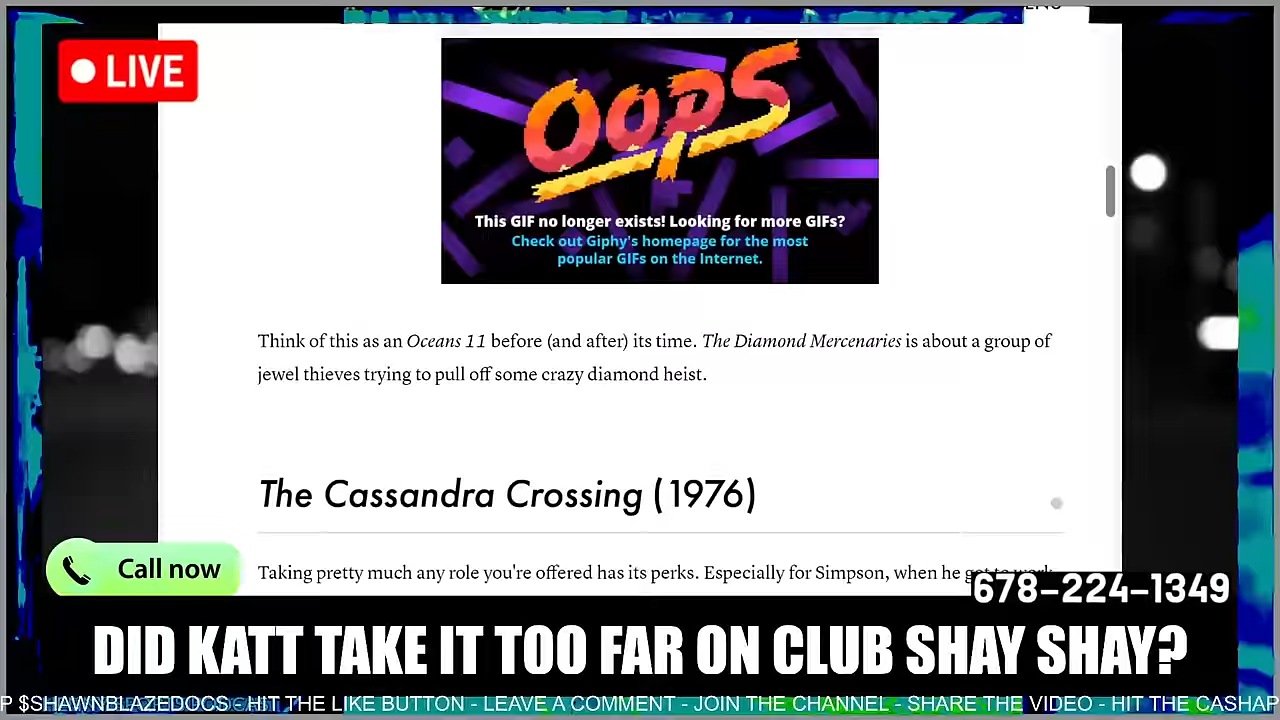 LIVE
OOPS
This GIF no longer exists! Looking for more GIFs?
Check out Giphy's homepage for the most
popular GIFs on the Internet.
Think of this as an Oceans 11 before (and after) its time. The Diamond Mercenaries is about a group of
jewel thieves trying to pull off some crazy diamond heist.
The Cassandra Crossing (1976)
Call now
Taking pretty much any role you're offered has its perks. Especially for Simpson, when he got to work
678-224-1349
DID KATT TAKE IT TOO FAR ON CLUB SHAY SHAY?
P $SHAWNBLAZEDOCS - HIT THE LIKE BUTTON - LEAVE A COMMENT - JOIN THE CHANNEL - SHARE THE VIDEO - HIT THE CASHAP